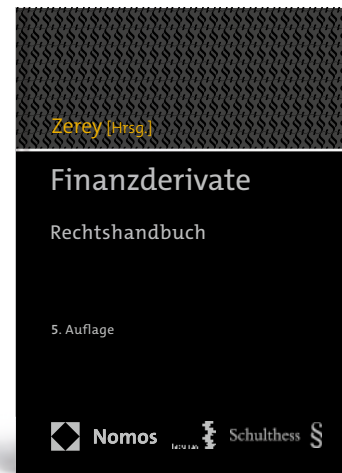 Zerey [Hrsg.]
Finanzderivate
Rechtshandbuch
5. Auflage
Nomos
Schulthess §